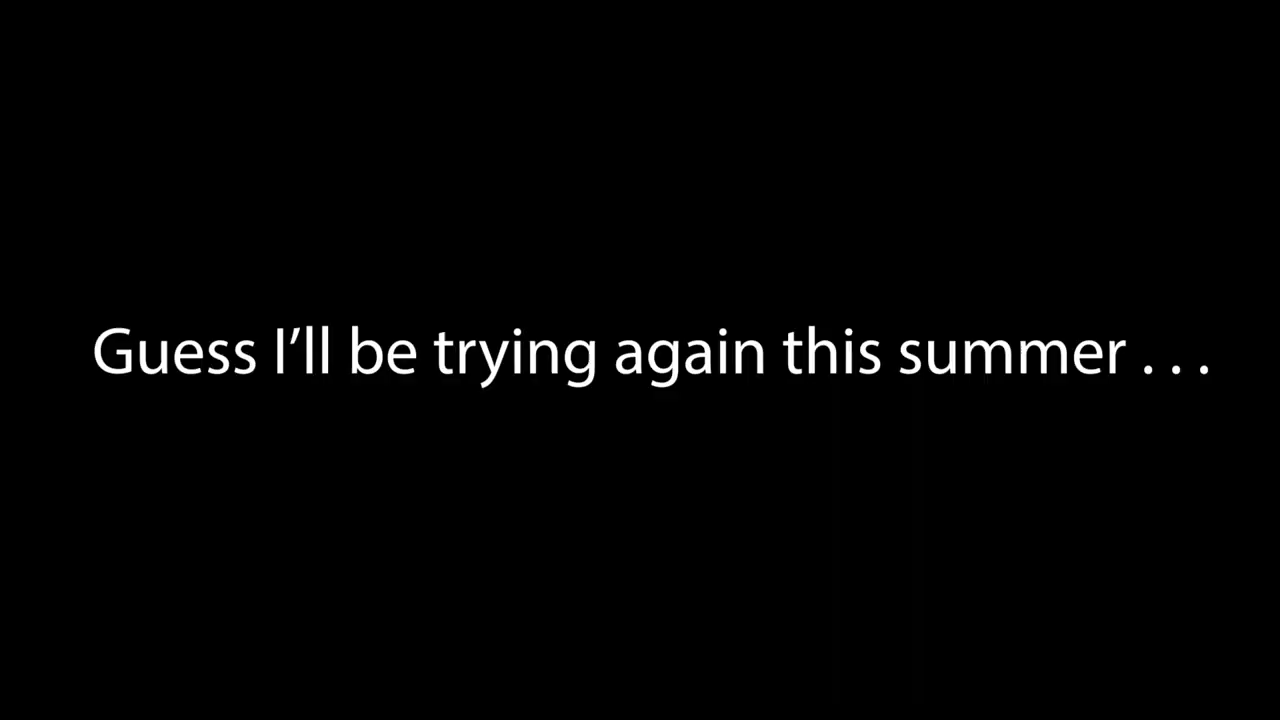 Guess I’ll be trying again this summer . . .